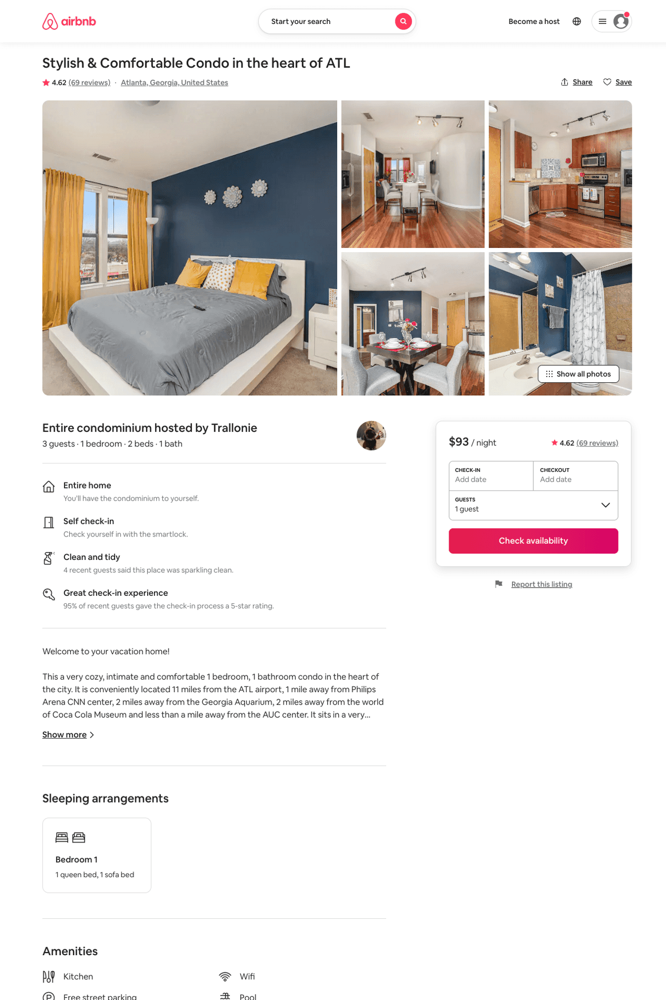 airbnb
Start your search
Become a host
Stylish & Comfortable Condo in the heart of ATL
4.62 (69 reviews) · Atlanta, Georgia, United States
Share
Save
Show all photos
Entire condominium hosted by Trallonie
3 guests · 1 bedroom · 2 beds · 1 bath
$93 / night
4.62 (69 reviews)
CHECK-IN
Add date
CHECKOUT
Add date
GUESTS
1 guest
Check availability
Report this listing
Entire home
You'll have the condominium to yourself.
Self check-in
Check yourself in with the smartlock.
Clean and tidy
4 recent guests said this place was sparkling clean.
Great check-in experience
95% of recent guests gave the check-in process a 5-star rating.
Welcome to your vacation home!
This a very cozy, intimate and comfortable 1 bedroom, 1 bathroom condo in the heart of
the city. It is conveniently located 11 miles from the ATL airport, 1 mile away from Philips
Arena CNN center, 2 miles away from the Georgia Aquarium, 2 miles away from the world
of Coca Cola Museum and less than a mile away from the AUC center. It sits in a very...
Show more
Sleeping arrangements
Bedroom 1
1 queen bed, 1 sofa bed
Amenities
Kitchen
Wifi
Free street parking
Pool